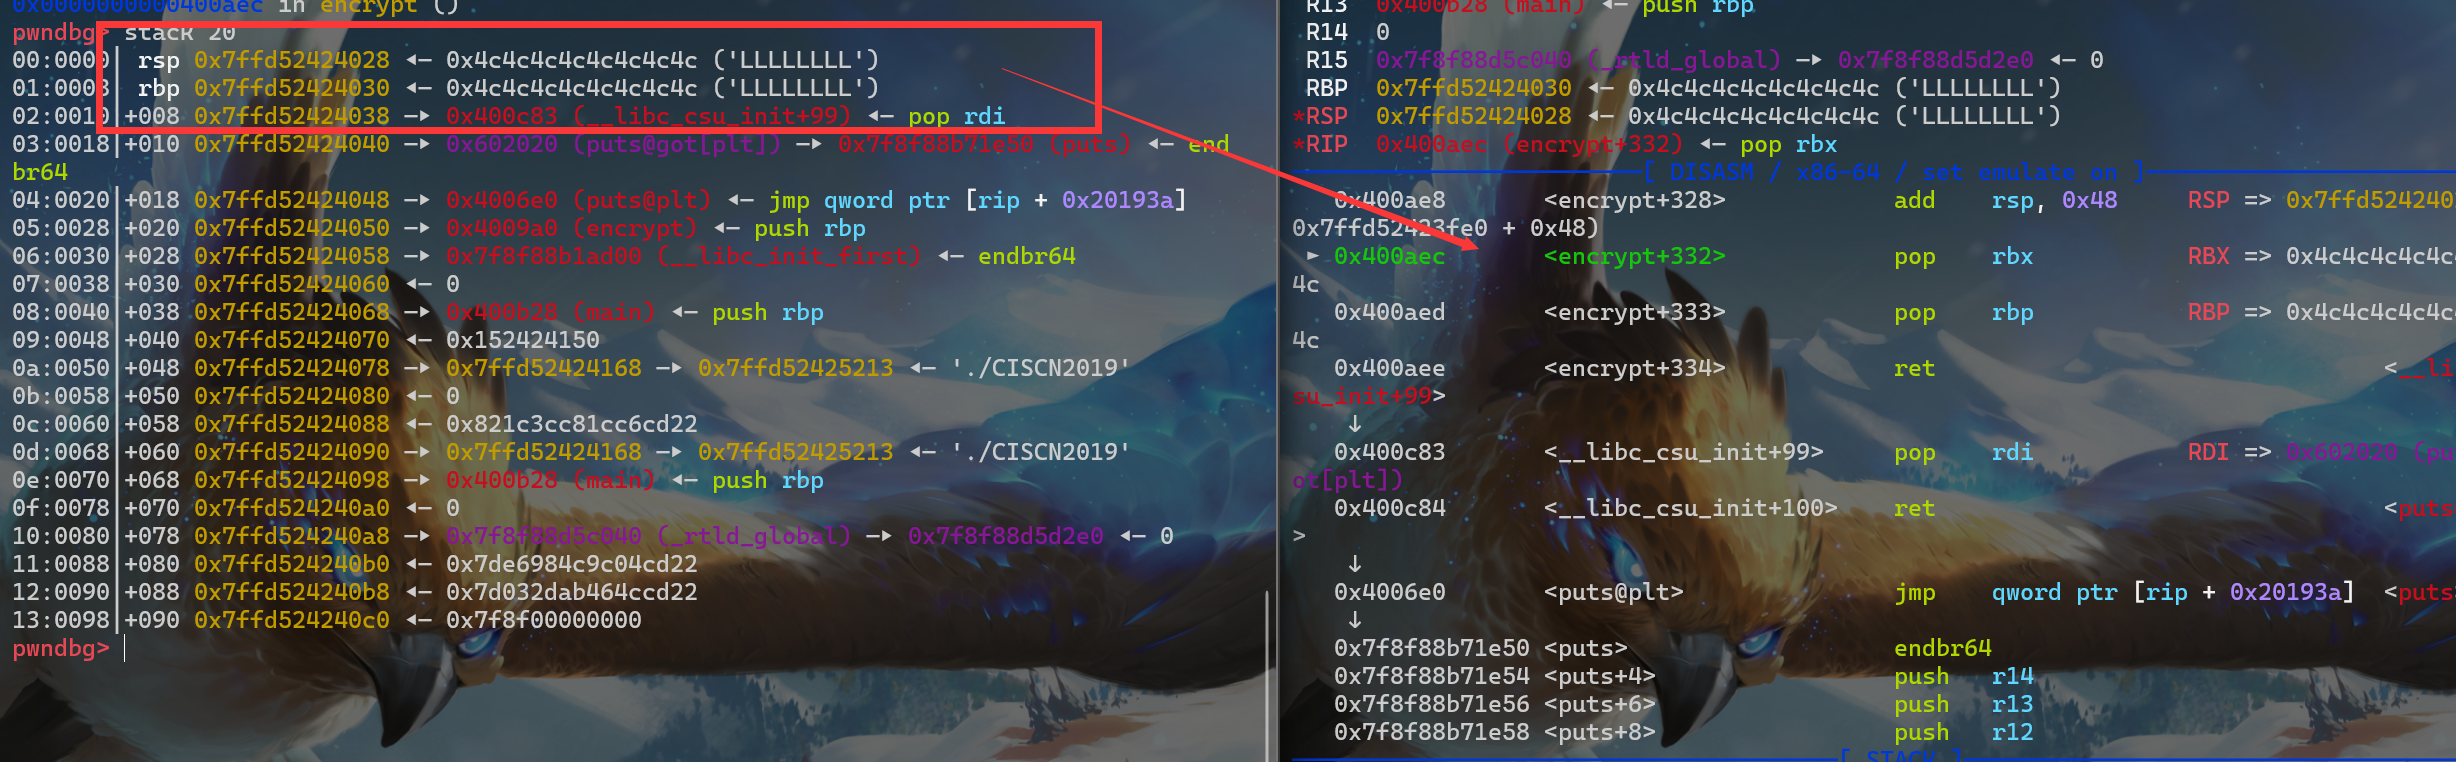 0x0000000000400aec in encrypt ()
pwndbg> stack 20
00:0000│ rsp 0x7ffd52424028 ◂— 0x4c4c4c4c4c4c4c4c ('LLLLLLLL')
01:0008│ rbp 0x7ffd52424030 ◂— 0x4c4c4c4c4c4c4c4c ('LLLLLLLL')
02:0010│+008 0x7ffd52424038 —▸ 0x400c83 (__libc_csu_init+99) ◂— pop rdi
03:0018│+010 0x7ffd52424040 —▸ 0x602020 (puts@got[plt]) —▸ 0x7f8f88b71e50 (puts) ◂— end
br64
04:0020│+018 0x7ffd52424048 —▸ 0x4006e0 (puts@plt) ◂— jmp qword ptr [rip + 0x20193a]
05:0028│+020 0x7ffd52424050 —▸ 0x4009a0 (encrypt) ◂— push rbp
06:0030│+028 0x7ffd52424058 —▸ 0x7f8f88b1ad00 (__libc_init_first) ◂— endbr64
07:0038│+030 0x7ffd52424060 ◂— 0
08:0040│+038 0x7ffd52424068 —▸ 0x400b28 (main) ◂— push rbp
09:0048│+040 0x7ffd52424070 ◂— 0x152424150
0a:0050│+048 0x7ffd52424078 —▸ 0x7ffd52424168 —▸ 0x7ffd52425213 ◂— './CISCN2019'
0b:0058│+050 0x7ffd52424080 ◂— 0
0c:0060│+058 0x7ffd52424088 ◂— 0x821c3cc81cc6cd22
0d:0068│+060 0x7ffd52424090 —▸ 0x7ffd52424168 —▸ 0x7ffd52425213 ◂— './CISCN2019'
0e:0070│+068 0x7ffd52424098 —▸ 0x400b28 (main) ◂— push rbp
0f:0078│+070 0x7ffd524240a0 ◂— 0
10:0080│+078 0x7ffd524240a8 —▸ 0x7f8f88d5c040 (_rtld_global) —▸ 0x7f8f88d5d2e0 ◂— 0
11:0088│+080 0x7ffd524240b0 ◂— 0x7de6984c9c04cd22
12:0090│+088 0x7ffd524240b8 ◂— 0x7d032dab464ccd22
13:0098│+090 0x7ffd524240c0 ◂— 0x7f8f00000000
pwndbg>
R13 0x400b28 (main) ◂— push rbp
R14 0
R15 0x7f8f88d5c040 (_rtld_global) —▸ 0x7f8f88d5d2e0 ◂— 0
RBP 0x7ffd52424030 ◂— 0x4c4c4c4c4c4c4c4c ('LLLLLLLL')
*RSP 0x7ffd52424028 ◂— 0x4c4c4c4c4c4c4c4c ('LLLLLLLL')
*RIP 0x400aec (encrypt+332) ◂— pop rbx
[ DISASM / x86-64 / set emulate on ]
0x400ae8 <encrypt+328> add rsp, 0x48 RSP => 0x7ffd524240
0x7ffd52423fe0 + 0x48)
► 0x400aec <encrypt+332> pop rbx RBX => 0x4c4c4c4c4c
4c
0x400aed <encrypt+333> pop rbp RBP => 0x4c4c4c4c4c
4c
0x400aee <encrypt+334> ret <__li
su_init+99>
↓
0x400c83 <__libc_csu_init+99> pop rdi RDI => 0x602020 (pu
ot[plt])
0x400c84 <__libc_csu_init+100> ret <puts
>
↓
0x4006e0 <puts@plt> jmp qword ptr [rip + 0x20193a] <puts>
↓
0x7f8f88b71e50 <puts> endbr64
0x7f8f88b71e54 <puts+4> push r14
0x7f8f88b71e56 <puts+6> push r13
0x7f8f88b71e58 <puts+8> push r12
[ STACK ]